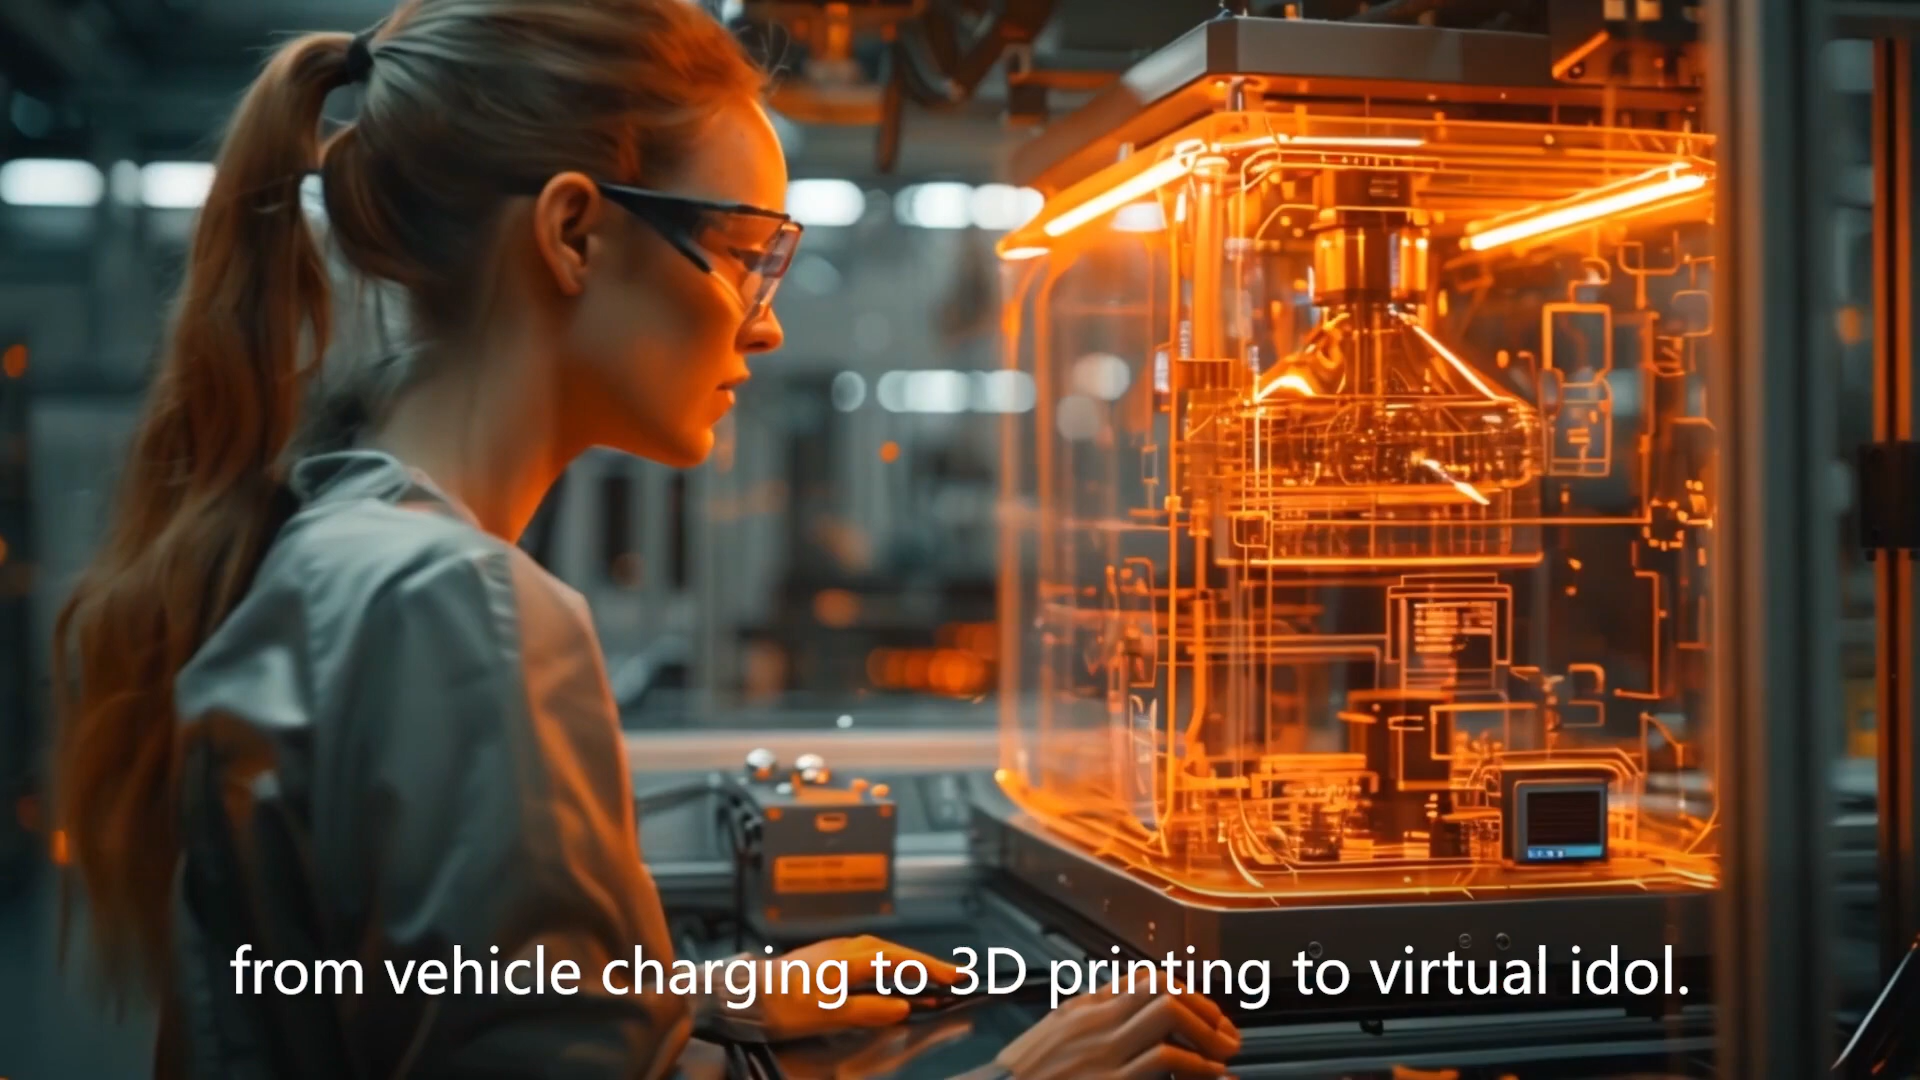 from vehicle charging to 3D printing to virtual idol.